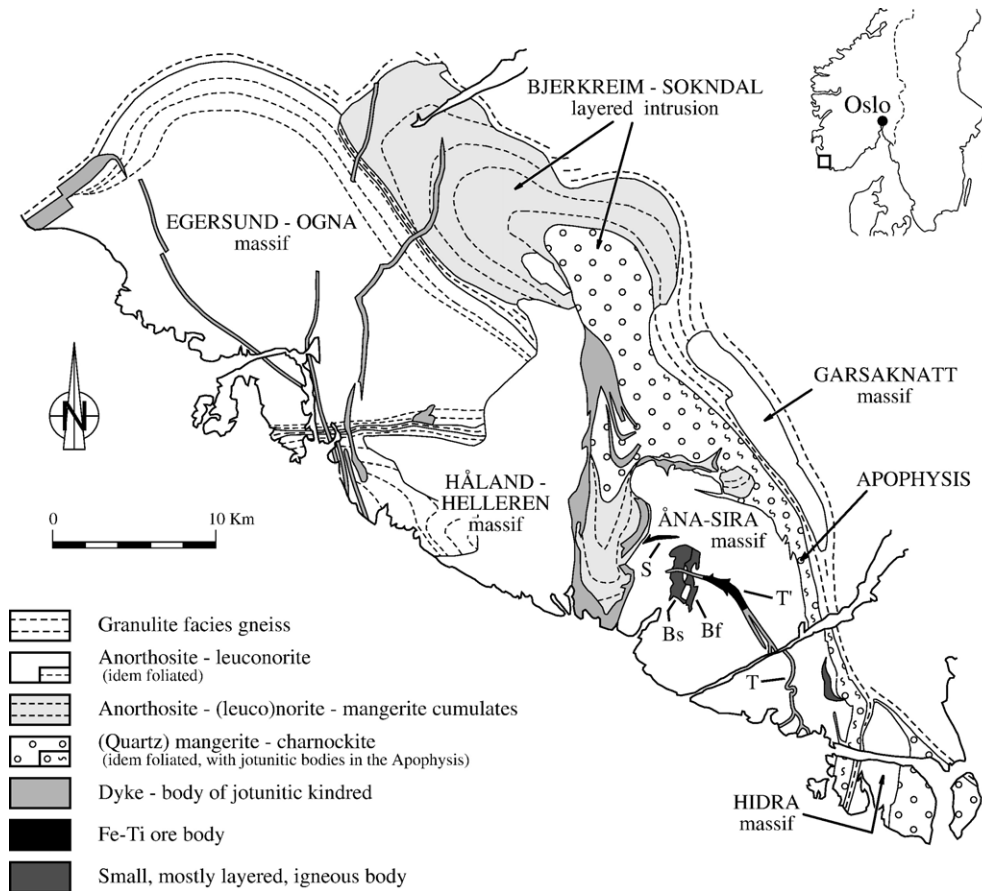 BJERKREIM - SOKNDAL
layered intrusion
Oslo
EGERSUND - OGNA
massif
N
GARSAKNATT
massif
APOPHYSIS
HÅLAND -
HELLEREN
massif
ÅNA-SIRA
massif
0 10 Km
S
T'
Bs Bf
T
HIDRA
massif
Granulite facies gneiss
Anorthosite - leuconorite
(idem foliated)
Anorthosite - (leuco)norite - mangerite cumulates
(Quartz) mangerite - charnockite
(idem foliated, with jotunitic bodies in the Apophysis)
Dyke - body of jotunitic kindred
Fe-Ti ore body
Small, mostly layered, igneous body